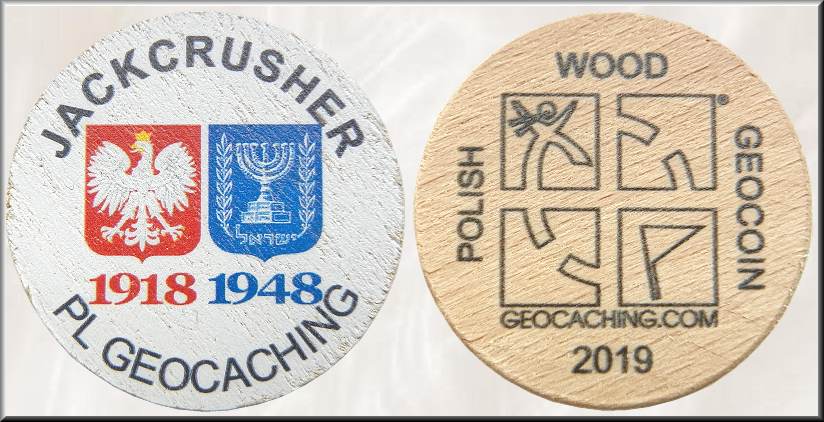 JACKCRUSHER
ישראל
1918 1948
PL GEOCACHING
WOOD
POLISH
GEOCOIN
®
GEOCACHING.COM
2019